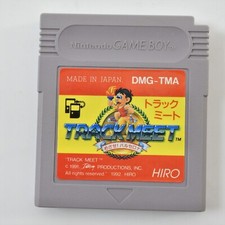 Nintendo GAME BOY
MADE IN JAPAN DMG-TMA
トラック
ミート
TRACK MEET™
"TRACK MEET"
© 1991, PRODUCTIONS, INC.
All rights reserved. © 1992, HIRO
HIRO